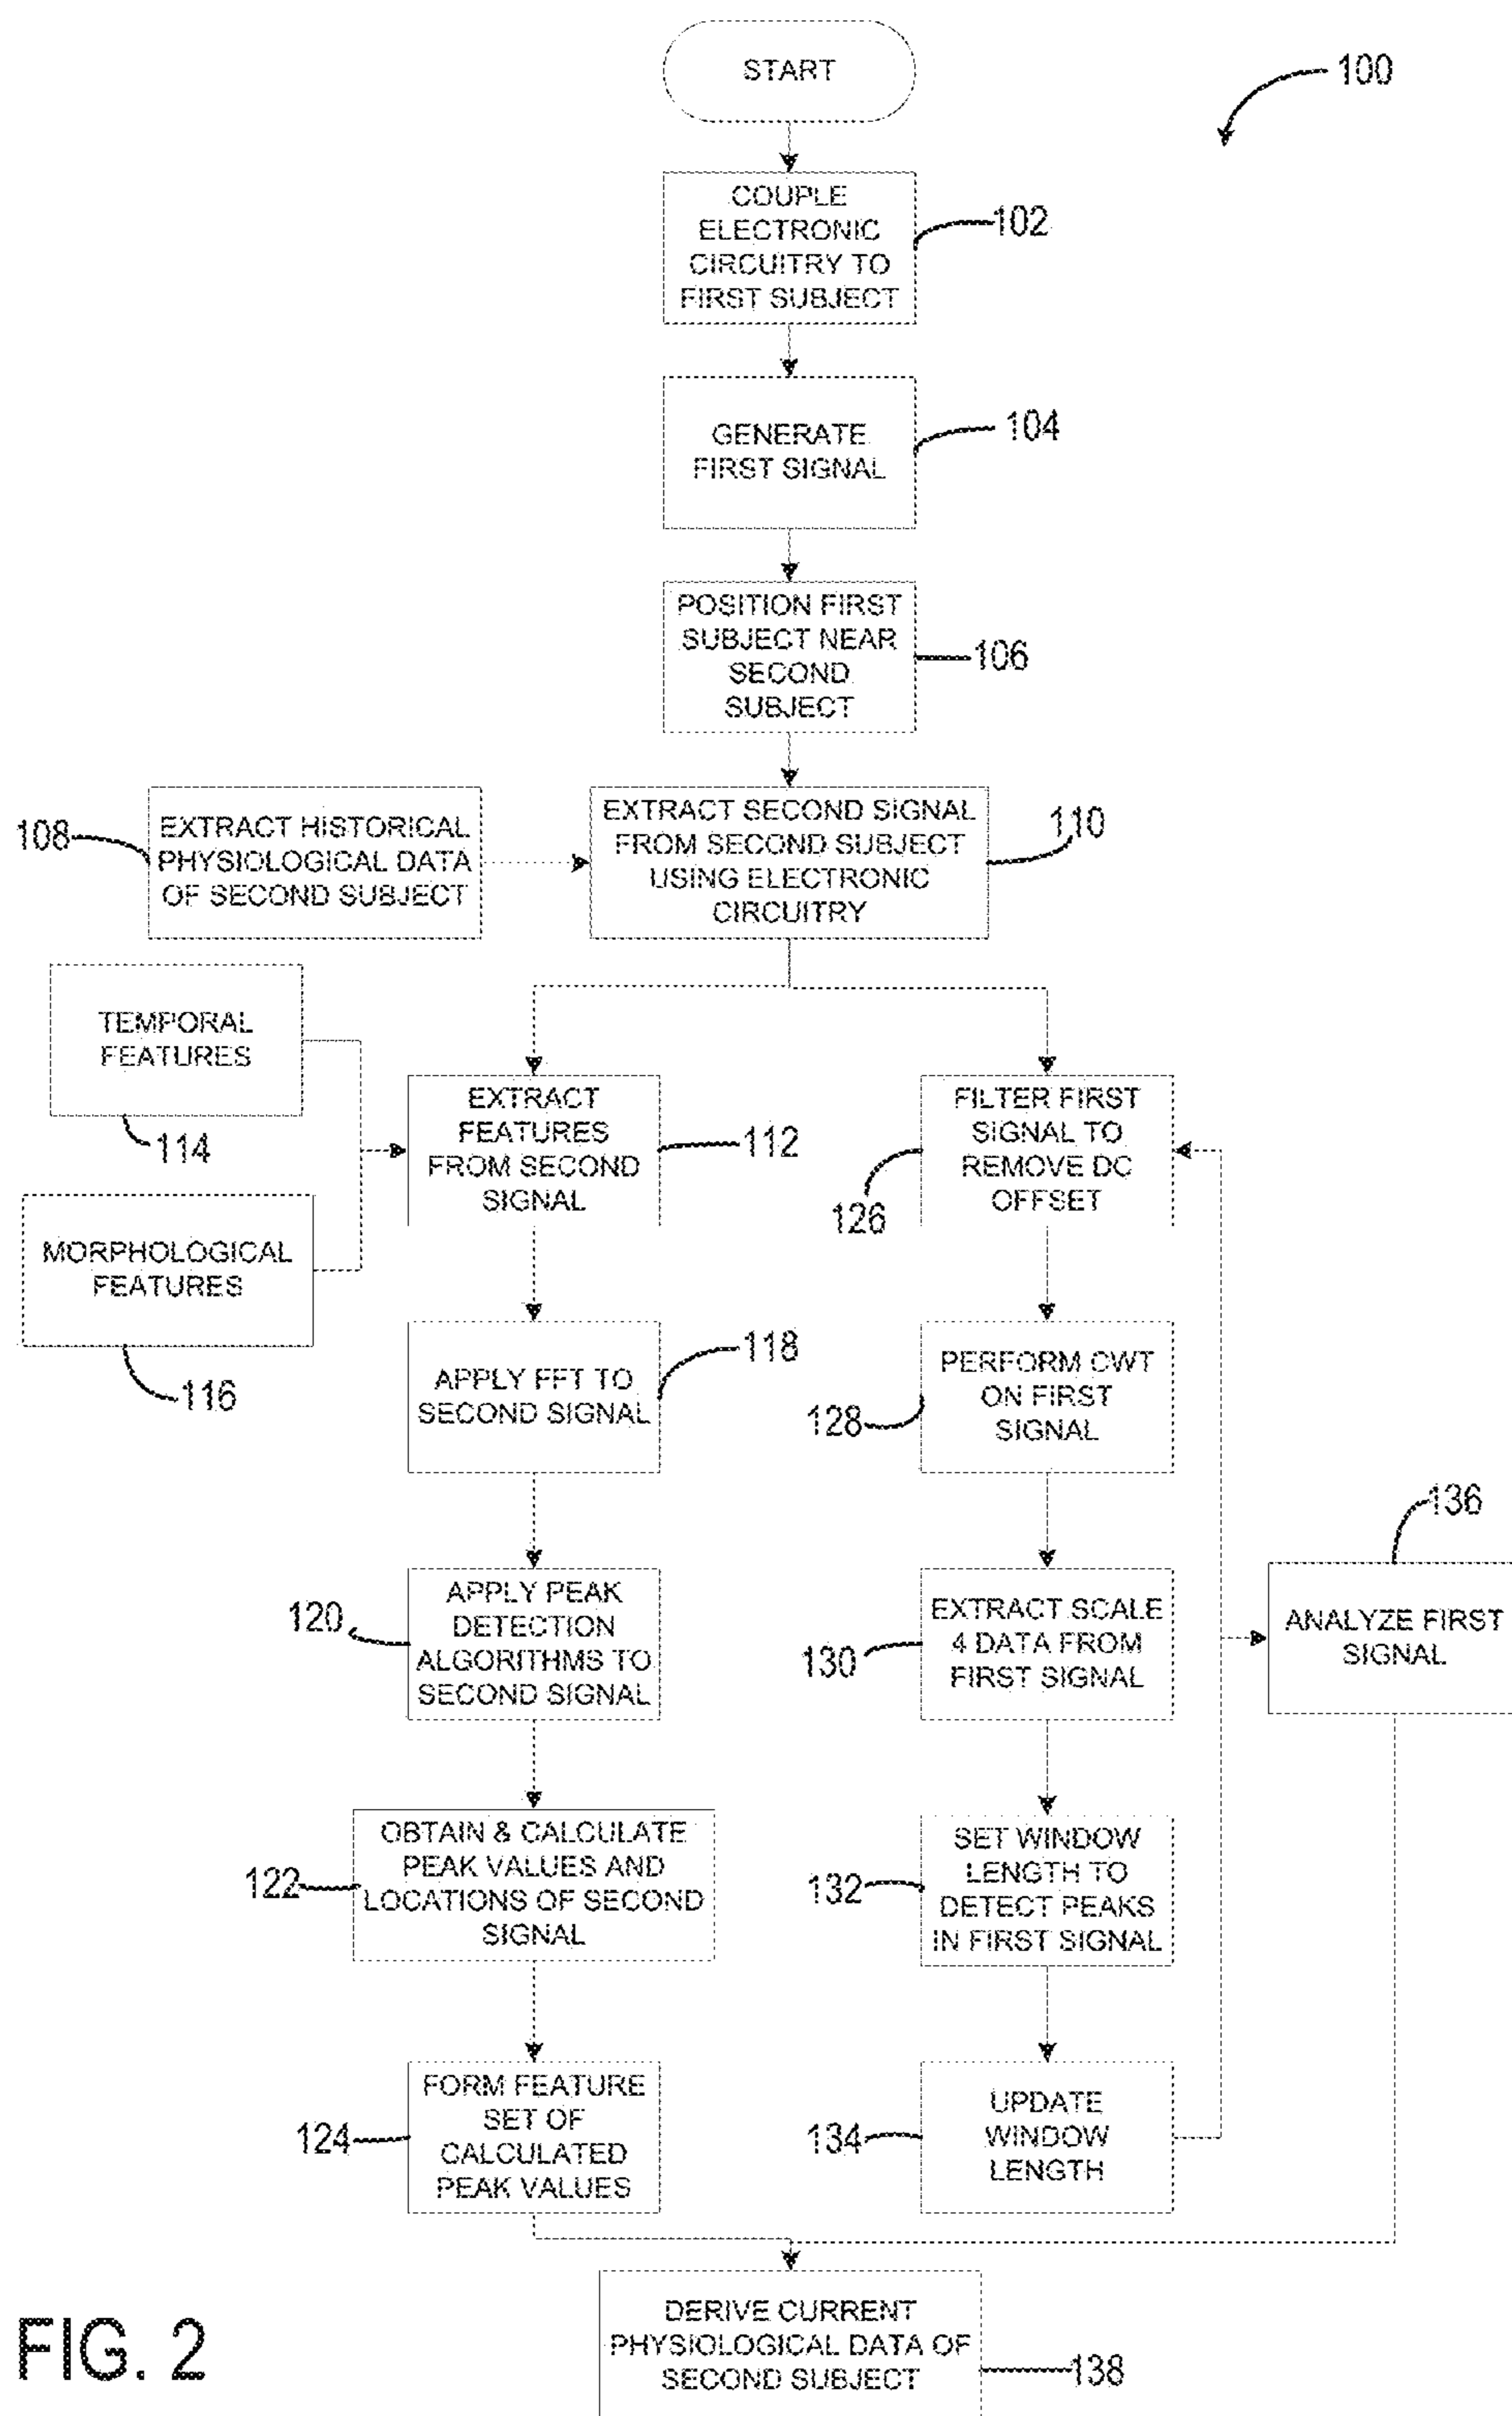 START
100
COUPLE
ELECTRONIC
CIRCUITRY TO
FIRST SUBJECT
102
GENERATE
FIRST SIGNAL
104
POSITION FIRST
SUBJECT NEAR
SECOND
SUBJECT
106
108
EXTRACT HISTORICAL
PHYSIOLOGICAL DATA
OF SECOND SUBJECT
EXTRACT SECOND SIGNAL
FROM SECOND SUBJECT
USING ELECTRONIC
CIRCUITRY
110
TEMPORAL
FEATURES
114
MORPHOLOGICAL
FEATURES
116
EXTRACT
FEATURES
FROM SECOND
SIGNAL
112
FILTER FIRST
SIGNAL TO
REMOVE DC
OFFSET
126
APPLY FFT TO
SECOND SIGNAL
118
PERFORM CWT
ON FIRST
SIGNAL
128
APPLY PEAK
DETECTION
ALGORITHMS TO
SECOND SIGNAL
120
EXTRACT SCALE
4 DATA FROM
FIRST SIGNAL
130
136
ANALYZE FIRST
SIGNAL
OBTAIN & CALCULATE
PEAK VALUES AND
LOCATIONS OF SECOND
SIGNAL
122
SET WINDOW
LENGTH TO
DETECT PEAKS
IN FIRST SIGNAL
132
FORM FEATURE
SET OF
CALCULATED
PEAK VALUES
124
UPDATE
WINDOW
LENGTH
134
DERIVE CURRENT
PHYSIOLOGICAL DATA OF
SECOND SUBJECT
138
FIG. 2